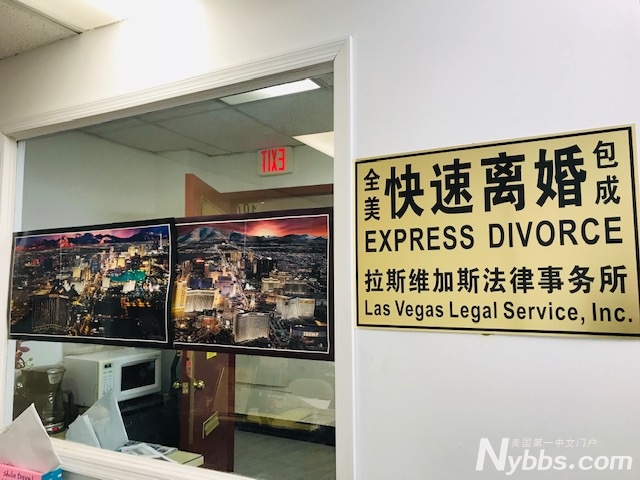 EXIT
全美 快速离婚 包成
EXPRESS DIVORCE
拉斯维加斯法律事务所
Las Vegas Legal Service, Inc.
美国第一中文门户
Nybbs.com